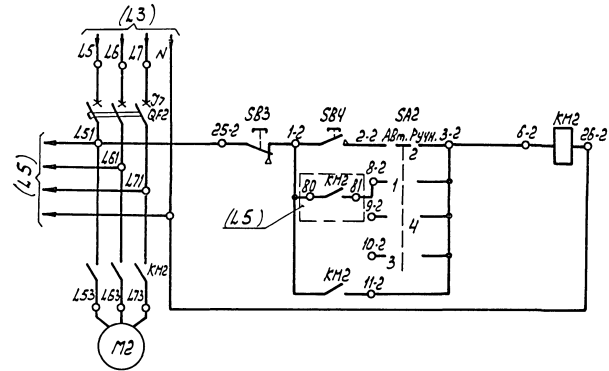 (L3)
L5 L6 L7 N
I>
QF2
L51
L61
L71
(L5)
25-2
SB3
1-2
SB4
2-2
SA2
Авт. Ручн.
2
3-2
6-2
KM2
26-2
80
KM2
81
8-2
1
(L5)
9-2
4
10-2
3
KM2
11-2
KM2
L53 L63 L73
M2